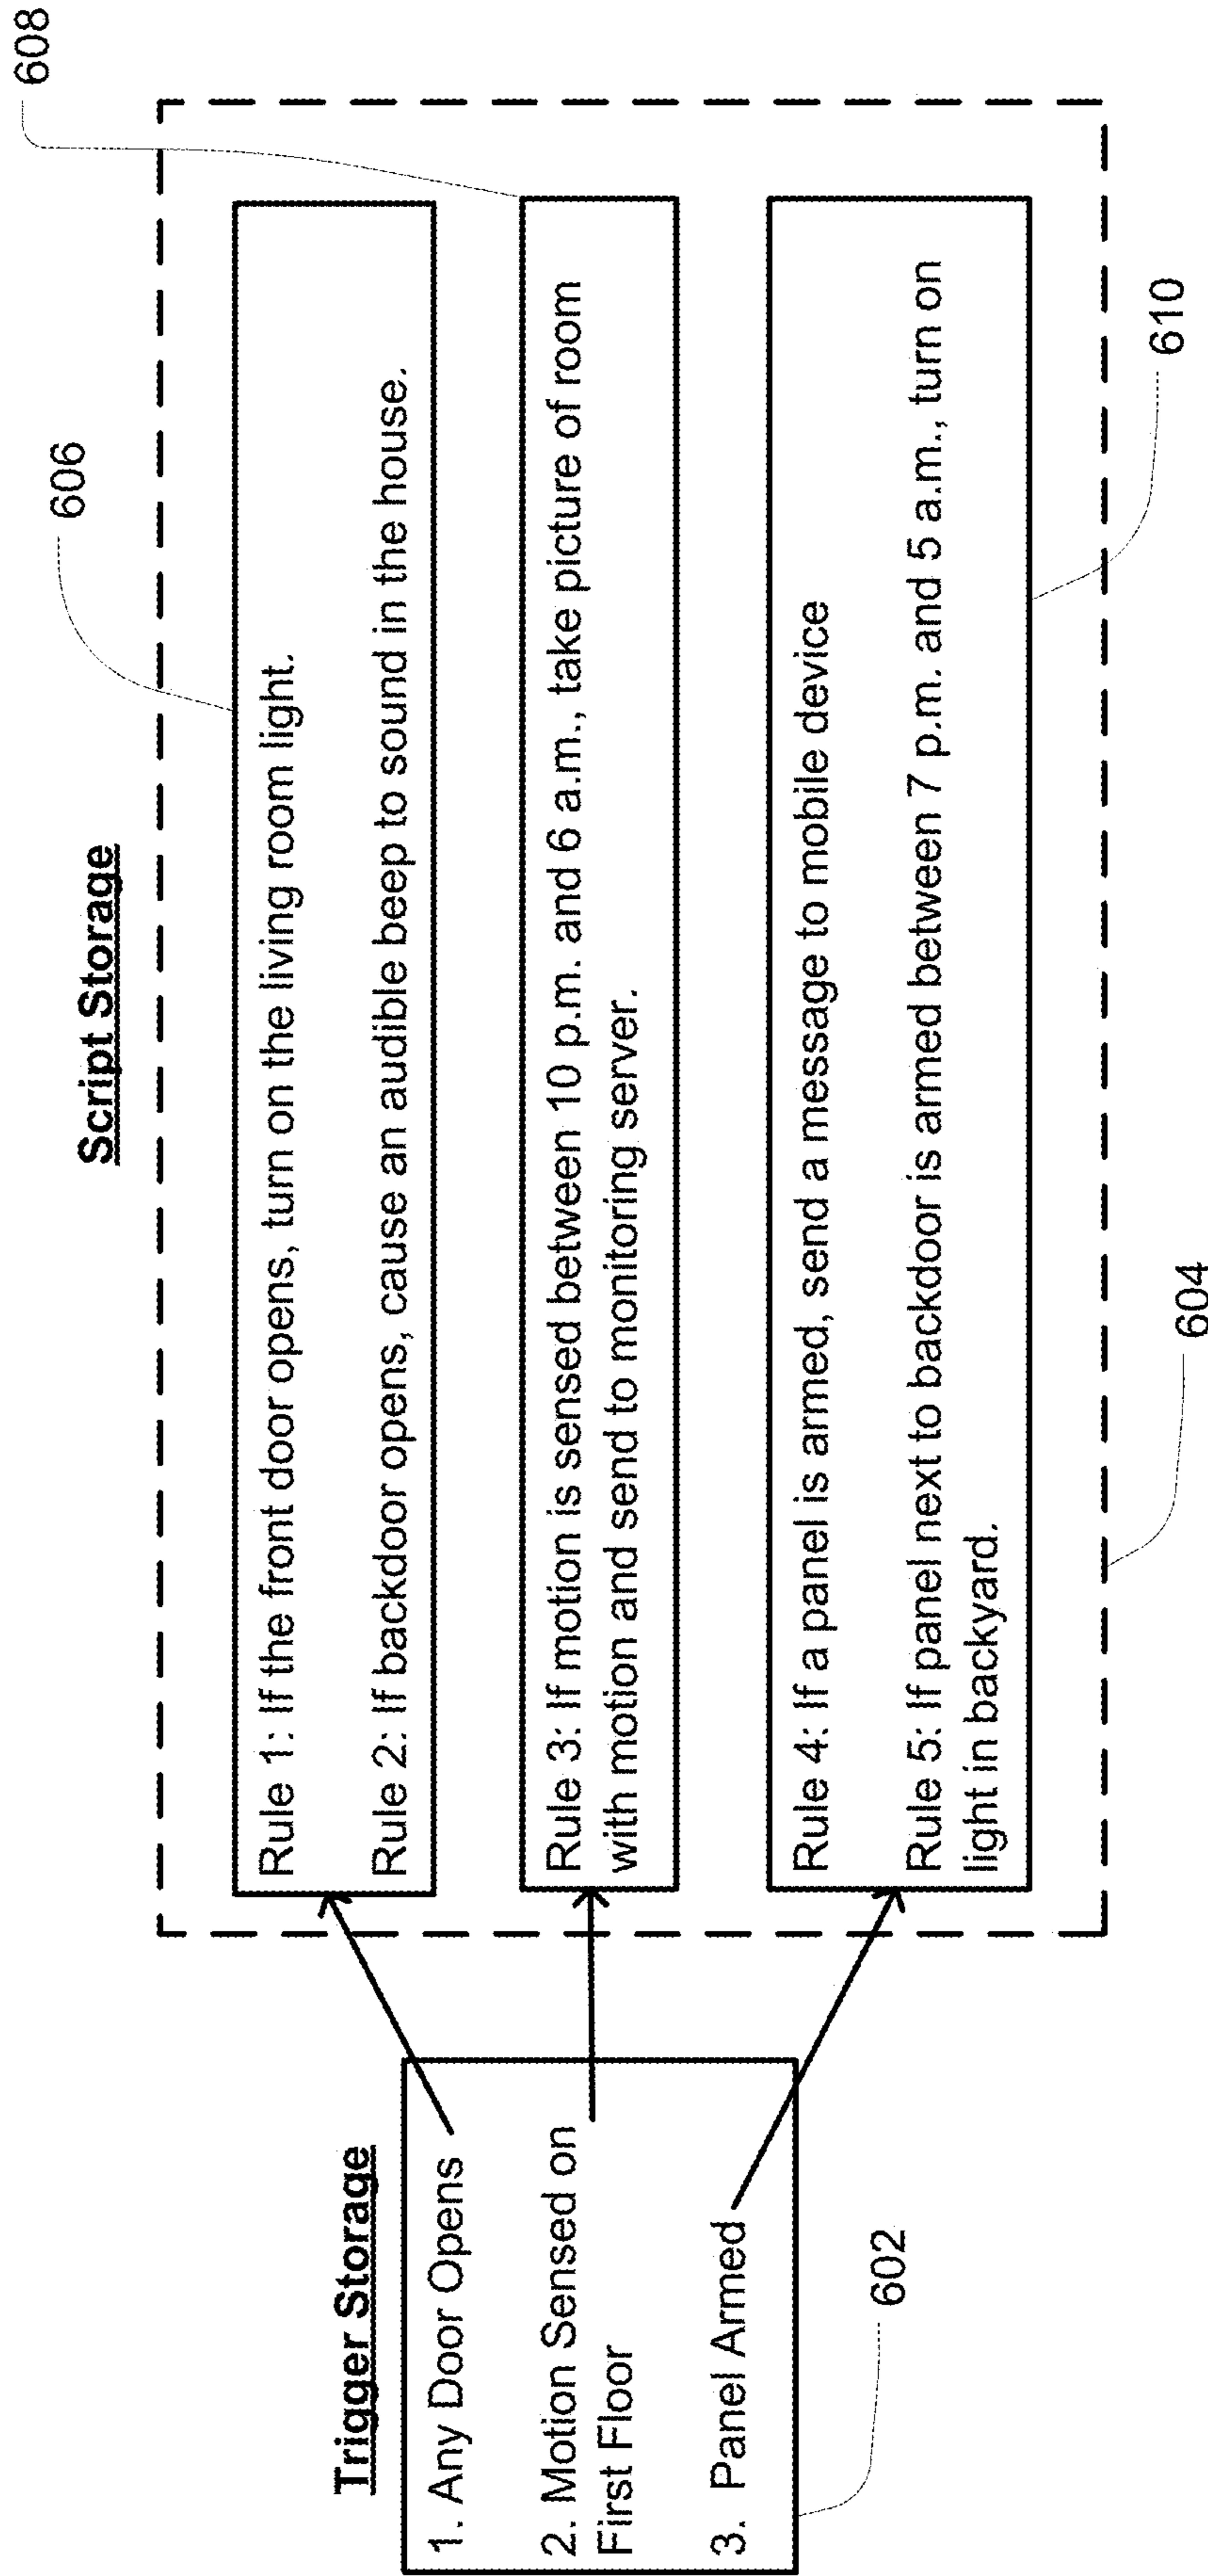 Trigger Storage
1. Any Door Opens
2. Motion Sensed on
First Floor
3. Panel Armed
602
Script Storage
606
Rule 1: If the front door opens, turn on the living room light.
Rule 2: If backdoor opens, cause an audible beep to sound in the house.
608
Rule 3: If motion is sensed between 10 p.m. and 6 a.m., take picture of room
with motion and send to monitoring server.
Rule 4: If a panel is armed, send a message to mobile device
Rule 5: If panel next to backdoor is armed between 7 p.m. and 5 a.m., turn on
light in backyard.
610
604